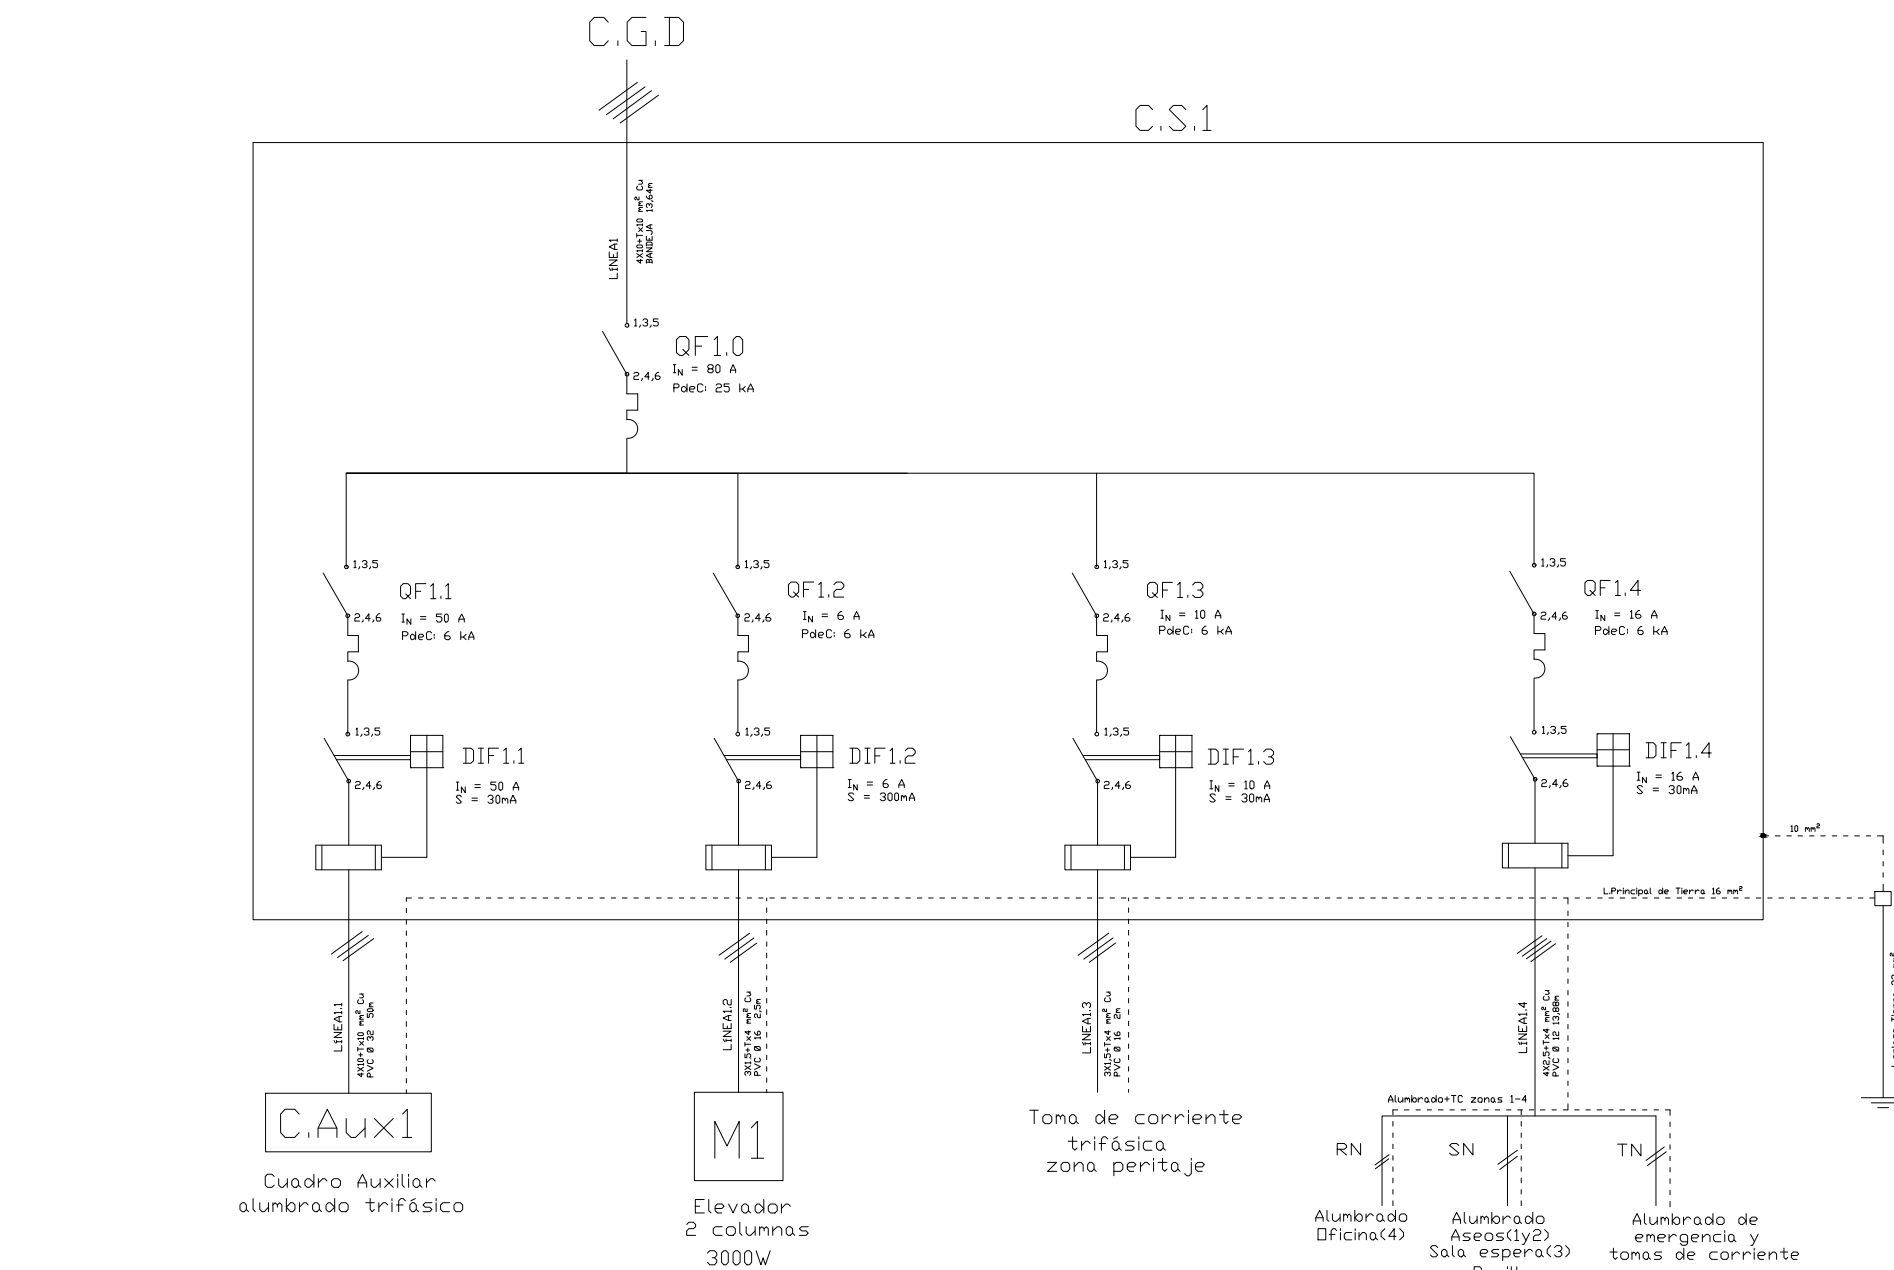 C.G.D
C.S.1
LÍNEA1
4X10+Tx10 mm² Cu
BANDEJA 13,64m
1,3,5
QF1.0
2,4,6
IN = 80 A
PdeC: 25 kA
1,3,5
QF1.1
2,4,6
IN = 50 A
PdeC: 6 kA
1,3,5
QF1.2
2,4,6
IN = 6 A
PdeC: 6 kA
1,3,5
QF1.3
2,4,6
IN = 10 A
PdeC: 6 kA
1,3,5
QF1.4
2,4,6
IN = 16 A
PdeC: 6 kA
1,3,5
DIF1.1
2,4,6
IN = 50 A
S = 30mA
1,3,5
DIF1.2
2,4,6
IN = 6 A
S = 300mA
1,3,5
DIF1.3
2,4,6
IN = 10 A
S = 30mA
1,3,5
DIF1.4
2,4,6
IN = 16 A
S = 30mA
10 mm²
L.Principal de Tierra 16 mm²
LÍNEA1.1
4X10+Tx10 mm² Cu
PVC Ø 32 50m
LÍNEA1.2
3X1,5+Tx4 mm² Cu
PVC Ø 16 2,5m
LÍNEA1.3
3X1,5+Tx4 mm² Cu
PVC Ø 16 2m
LÍNEA1.4
4X2,5+Tx4 mm² Cu
PVC Ø 12 13,88m
C.Aux1
Cuadro Auxiliar
alumbrado trifásico
M1
Elevador
2 columnas
3000W
Toma de corriente
trifásica
zona peritaje
Alumbrado+TC zonas 1-4
RN
SN
TN
Alumbrado
Oficina(4)
Alumbrado
Aseos(1y2)
Sala espera(3)
Alumbrado de
emergencia y
tomas de corriente